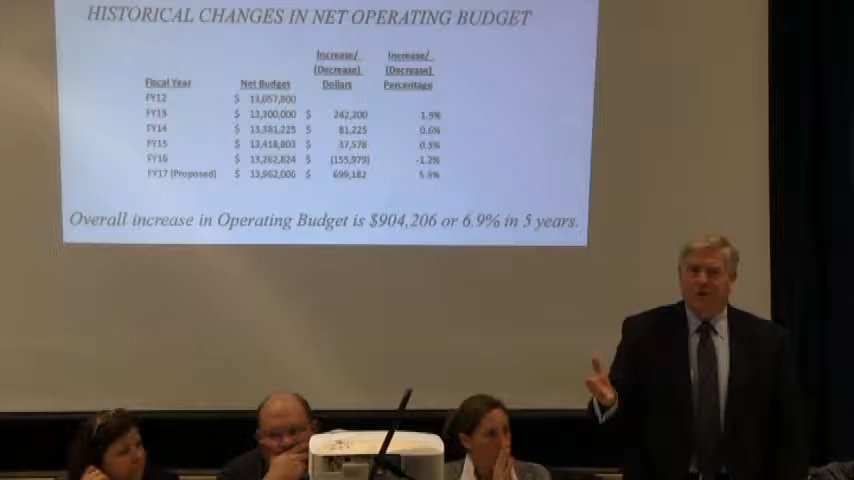 HISTORICAL CHANGES IN NET OPERATING BUDGET
Increase/ Increase/
(Decrease) (Decrease)
Fiscal Year Net Budget Dollars Percentage
FY12 $ 13,057,800
FY13 $ 13,300,000 $ 242,200 1.9%
FY14 $ 13,381,225 $ 81,225 0.6%
FY15 $ 13,418,803 $ 37,578 0.3%
FY16 $ 13,262,824 $ (155,979) -1.2%
FY17 (Proposed) $ 13,962,006 $ 699,182 5.3%
Overall increase in Operating Budget is $904,206 or 6.9% in 5 years.